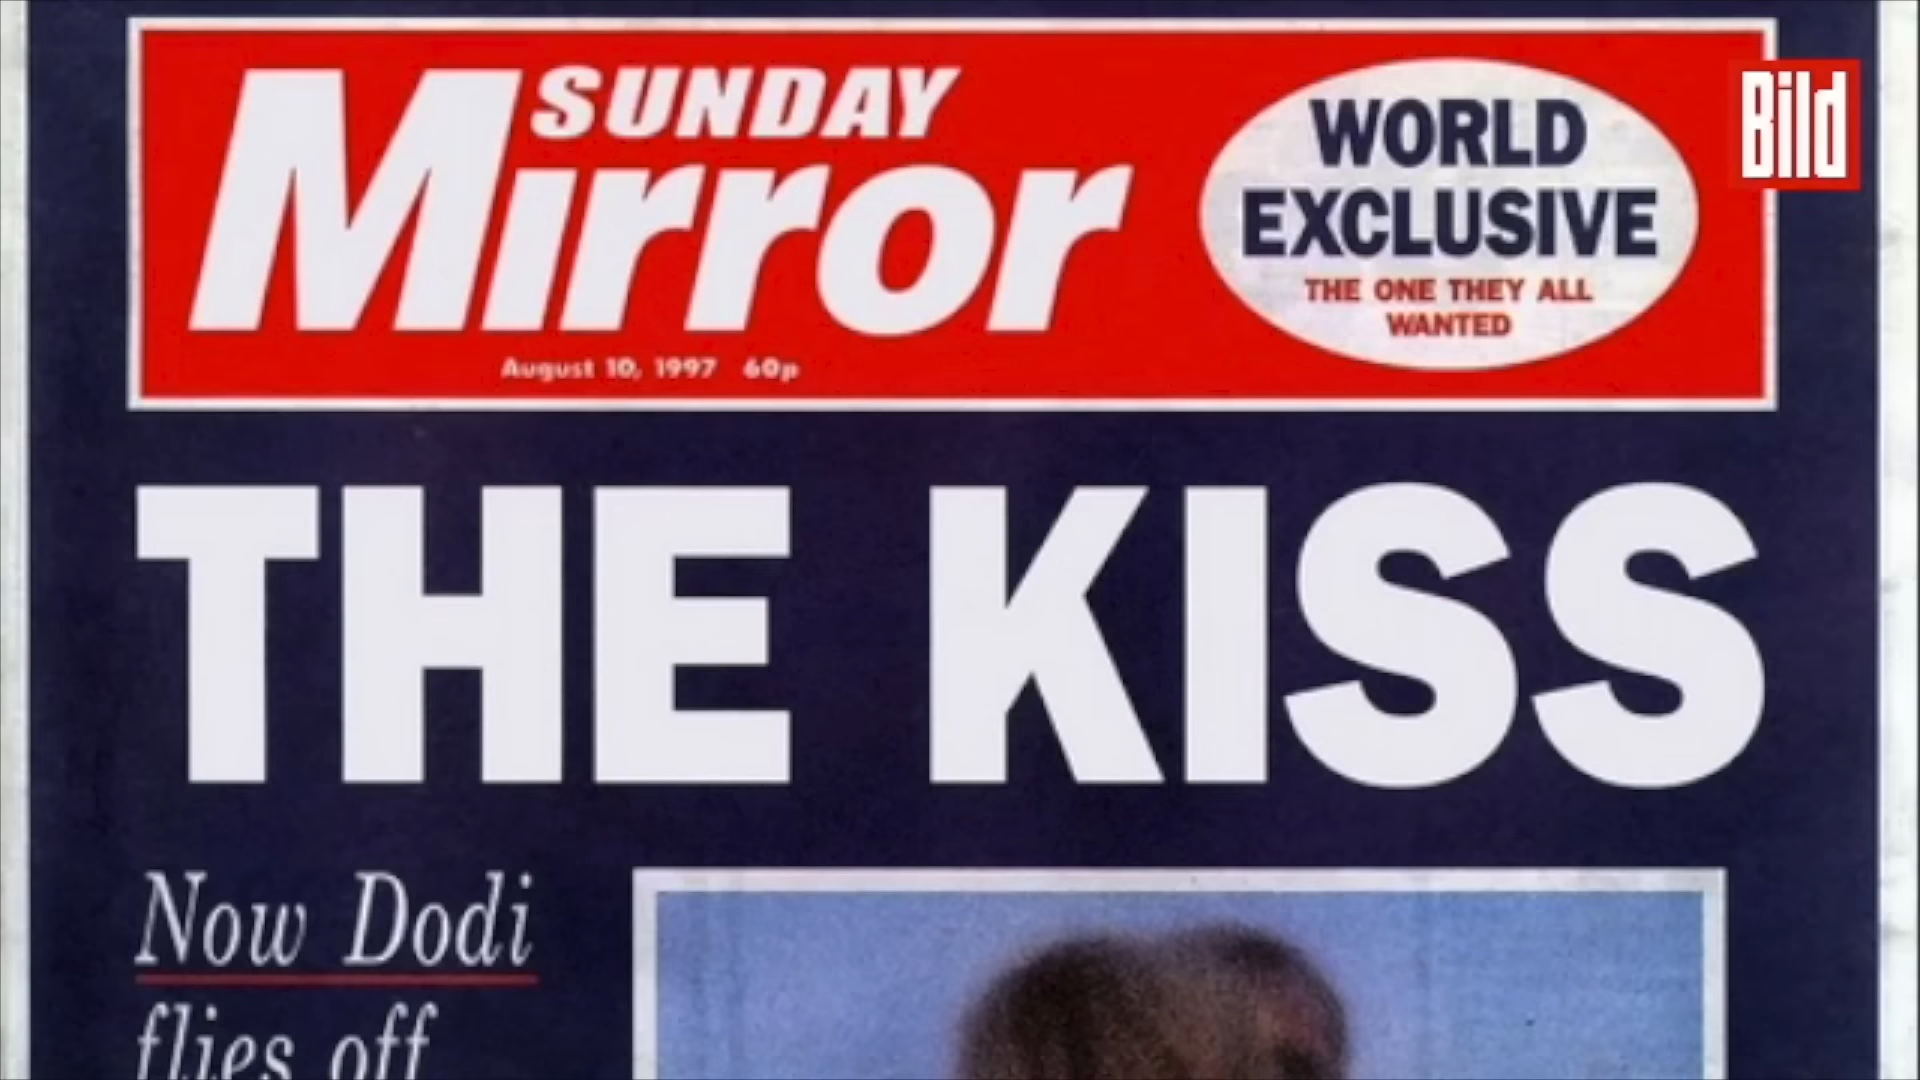 SUNDAY
Mirror
August 10, 1997 60p
WORLD
EXCLUSIVE
THE ONE THEY ALL
WANTED
Bild
THE KISS
Now Dodi
flies off